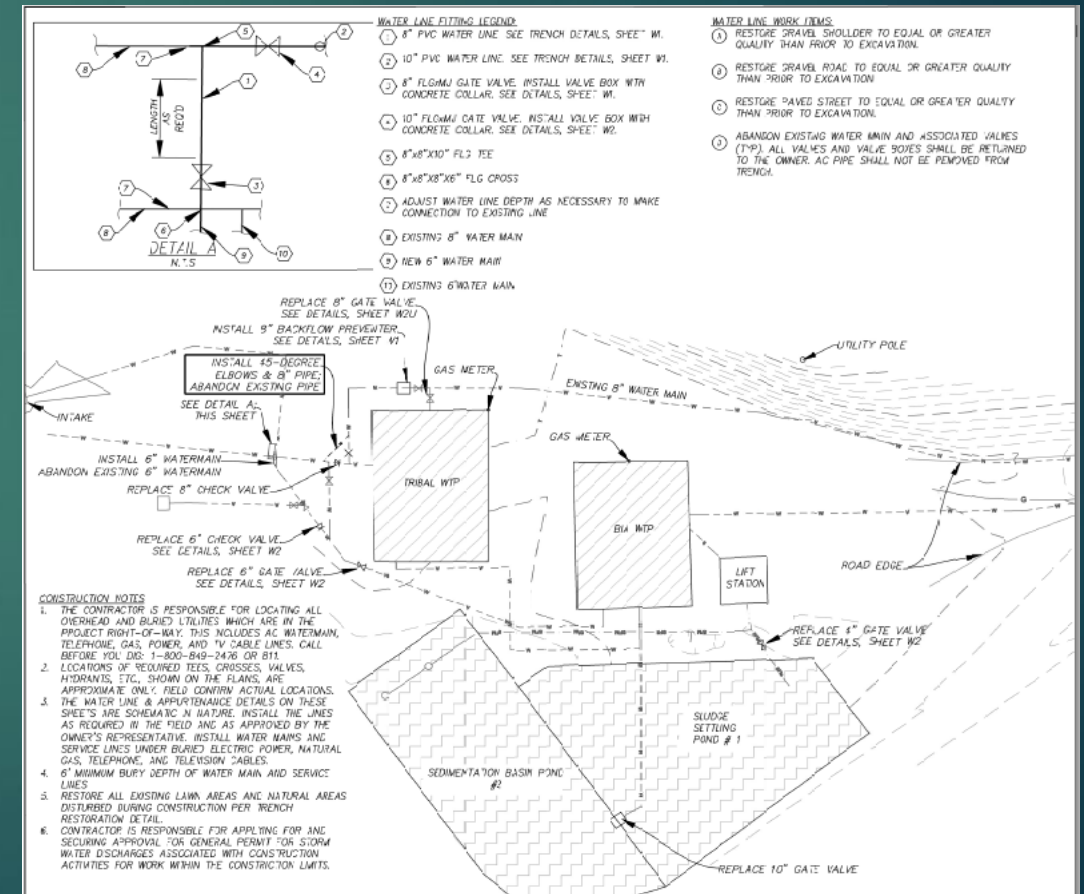 WATER LINE FITTING LEGEND:
1 8" PVC WATER LINE SEE TRENCH DETAILS, SHEET W1.
2 10" PVC WATER LINE. SEE TRENCH DETAILS, SHEET W1.
3 8" FLGxMJ GATE VALVE. INSTALL VALVE BOX WITH
CONCRETE COLLAR. SEE DETAILS, SHEET W1.
10" FLGxMJ GATE VALVE. INSTALL VALVE BOX WITH
CONCRETE COLLAR. SEE DETAILS, SHEET W2.
5 8"x8"X10" FLG TEE
6 8"x8"X8"X6" FLG CROSS
7 ADJUST WATER LINE DEPTH AS NECESSARY TO MAKE
CONNECTION TO EXISTING LINE
8 EXISTING 8" WATER MAIN
9 NEW 6" WATER MAIN
EXISTING 6" WATER MAIN
WATER LINE WORK ITEMS:
A RESTORE GRAVEL SHOULDER TO EQUAL OR GREATER
QUALITY THAN PRIOR TO EXCAVATION.
B RESTORE GRAVEL ROAD TO EQUAL OR GREATER QUALITY
THAN PRIOR TO EXCAVATION
C RESTORE PAVED STREET TO EQUAL OR GREATER QUALITY
THAN PRIOR TO EXCAVATION.
D ABANDON EXISTING WATER MAIN AND ASSOCIATED VALVES
(TYP). ALL VALVES AND VALVE BOXES SHALL BE RETURNED
TO THE OWNER. AC PIPE SHALL NOT BE REMOVED FROM
TRENCH.
5
2
8
7
4
1
LENGTH
AS
REQ'D
3
7
8
6
9
10
DETAIL A
N.T.S
REPLACE 8" GATE VALVE
SEE DETAILS, SHEET
INSTALL 8" BACKFLOW PREVENTER
SEE DETAILS, SHEET
INSTALL 45-DEGREE
ELBOWS & 8" PIPE;
ABANDON EXISTING PIPE
GAS METER
UTILITY POLE
EXISTING 8" WATER MAIN
SEE DETAIL A:
THIS SHEET
INTAKE
GAS METER
INSTALL 6" WATERMAIN
ABANDON EXISTING 6" WATERMAIN
REPLACE 8" CHECK VALVE
TRIBAL WTP
BIA WTP
REPLACE 6" CHECK VALVE
SEE DETAILS, SHEET W2
REPLACE 6" GATE VALVE
SEE DETAILS, SHEET W2
LIFT
STATION
ROAD EDGE
REPLACE 4" GATE VALVE
SEE DETAILS, SHEET W2
CONSTRUCTION NOTES
1. THE CONTRACTOR IS RESPONSIBLE FOR LOCATING ALL
OVERHEAD AND BURIED UTILITIES WHICH ARE IN THE
PROJECT RIGHT-OF-WAY. THIS INCLUDES AC WATERMAIN,
TELEPHONE, GAS, POWER, AND TV CABLE LINES. CALL
BEFORE YOU DIG: 1-800-849-2476 OR 811.
2. LOCATIONS OF REQUIRED TEES, CROSSES, VALVES,
HYDRANTS, ETC., SHOWN ON THE PLANS, ARE
APPROXIMATE ONLY. FIELD CONFIRM ACTUAL LOCATIONS.
3. THE WATER LINE & APPURTENANCE DETAILS ON THESE
SHEETS ARE SCHEMATIC IN NATURE. INSTALL THE LINES
AS REQUIRED IN THE FIELD AND AS APPROVED BY THE
OWNER'S REPRESENTATIVE. INSTALL WATER MAINS AND
SERVICE LINES UNDER BURIED ELECTRIC POWER, NATURAL
GAS, TELEPHONE, AND TELEVISION CABLES.
4. 6' MINIMUM BURY DEPTH OF WATER MAIN AND SERVICE
LINES
5. RESTORE ALL EXISTING LAWN AREAS AND NATURAL AREAS
DISTURBED DURING CONSTRUCTION PER TRENCH
RESTORATION DETAIL.
6. CONTRACTOR IS RESPONSIBLE FOR APPLYING FOR AND
SECURING APPROVAL FOR GENERAL PERMIT FOR STORM
WATER DISCHARGES ASSOCIATED WITH CONSTRUCTION
ACTIVITIES FOR WORK WITHIN THE CONSTRCTION LIMITS.
SLUDGE
SETTLING
POND # 1
SEDIMENTATION BASIN POND
#2
REPLACE 10" GATE VALVE